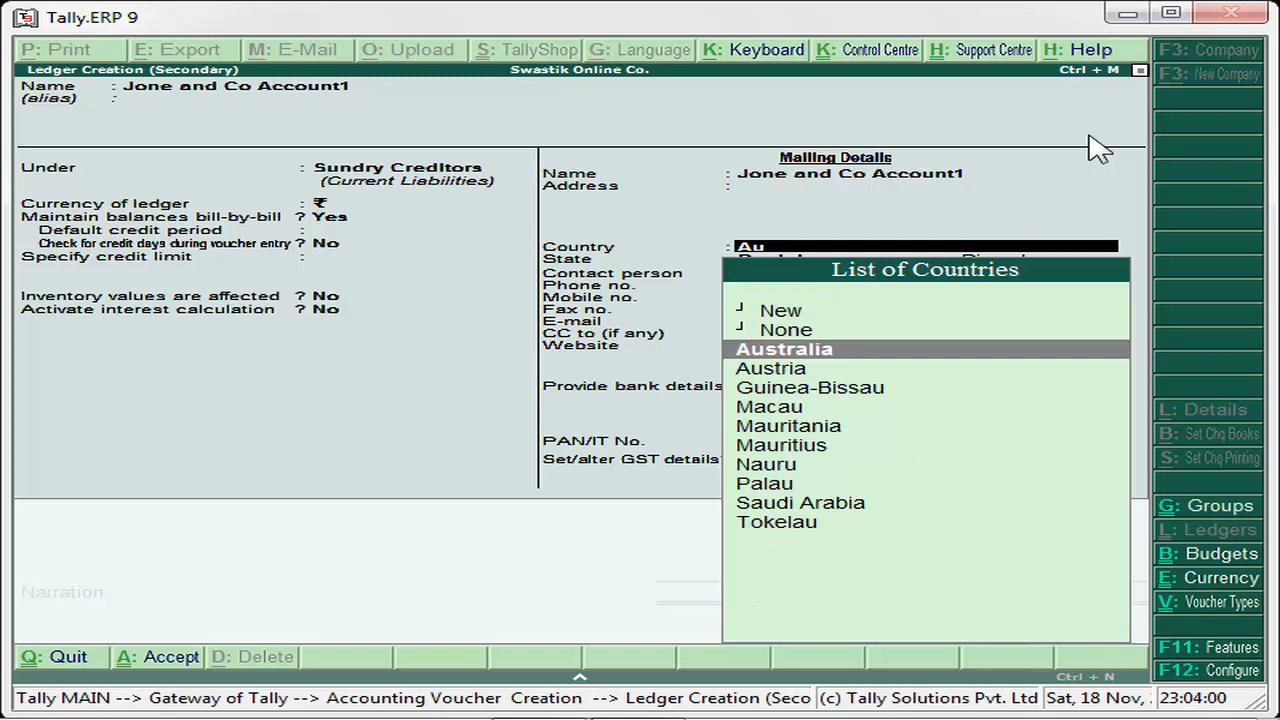 Tally.ERP 9
P: Print E: Export M: E-Mail O: Upload S: TallyShop G: Language K: Keyboard K: Control Centre H: Support Centre H: Help F3: Company
Ledger Creation (Secondary) Swastik Online Co. Ctrl + M F3: New Company
Name : Jone and Co Account1
(alias) :
Mailing Details
Under : Sundry Creditors
(Current Liabilities)
Name : Jone and Co Account1
Address :
Currency of ledger : ₹
Maintain balances bill-by-bill ? Yes
Default credit period :
Check for credit days during voucher entry ? No
Specify credit limit :
Inventory values are affected ? No
Activate interest calculation ? No
Country : Au
State
Contact person
Phone no.
Mobile no.
Fax no.
E-mail
CC to (if any)
Website
Provide bank details
PAN/IT No.
Set/alter GST details
List of Countries
┘ New
┘ None
Australia
Austria
Guinea-Bissau
Macau
Mauritania
Mauritius
Nauru
Palau
Saudi Arabia
Tokelau
L: Details
B: Set Chq Books
S: Set Chq Printing
G: Groups
L: Ledgers
B: Budgets
E: Currency
V: Voucher Types
F11: Features
F12: Configure
Narration:
Q: Quit A: Accept D: Delete
Ctrl + N
Tally MAIN --> Gateway of Tally --> Accounting Voucher Creation --> Ledger Creation (Seco (c) Tally Solutions Pvt. Ltd Sat, 18 Nov, 23:04:00